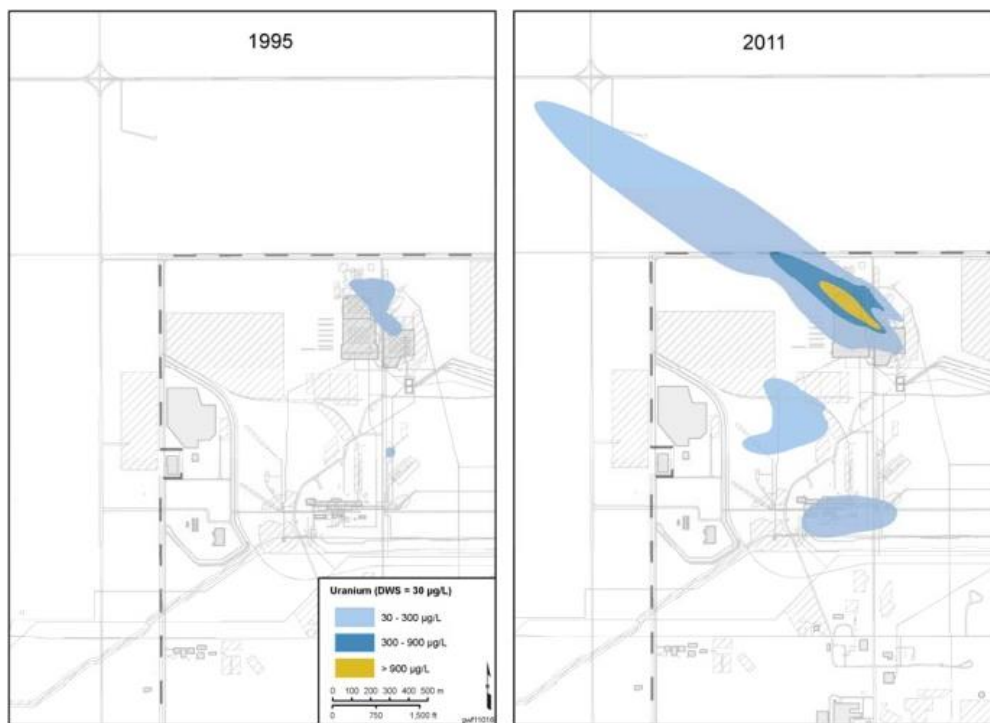 1995
2011
Uranium (DWS = 30 µg/L)
30 - 300 µg/L
300 - 900 µg/L
> 900 µg/L
0 100 200 300 400 500 m
0 750 1,500 ft